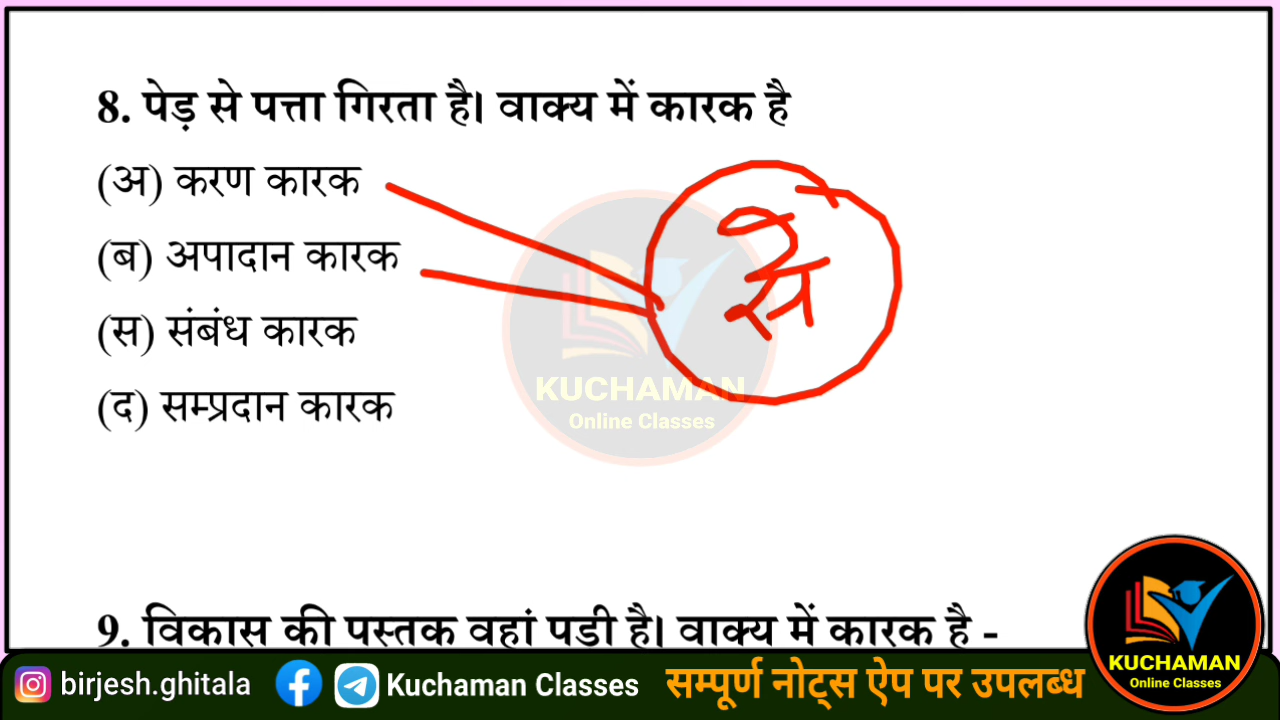 8. पेड़ से पत्ता गिरता है। वाक्य में कारक है
(अ) करण कारक
(ब) अपादान कारक
से
(स) संबंध कारक
(द) सम्प्रदान कारक
KUCHAMAN
Online Classes
9. विकास की पस्तक वहां पडी है। वाक्य में कारक है -
KUCHAMAN
Online Classes
birjesh.ghitala Kuchaman Classes सम्पूर्ण नोट्स ऐप पर उपलब्ध